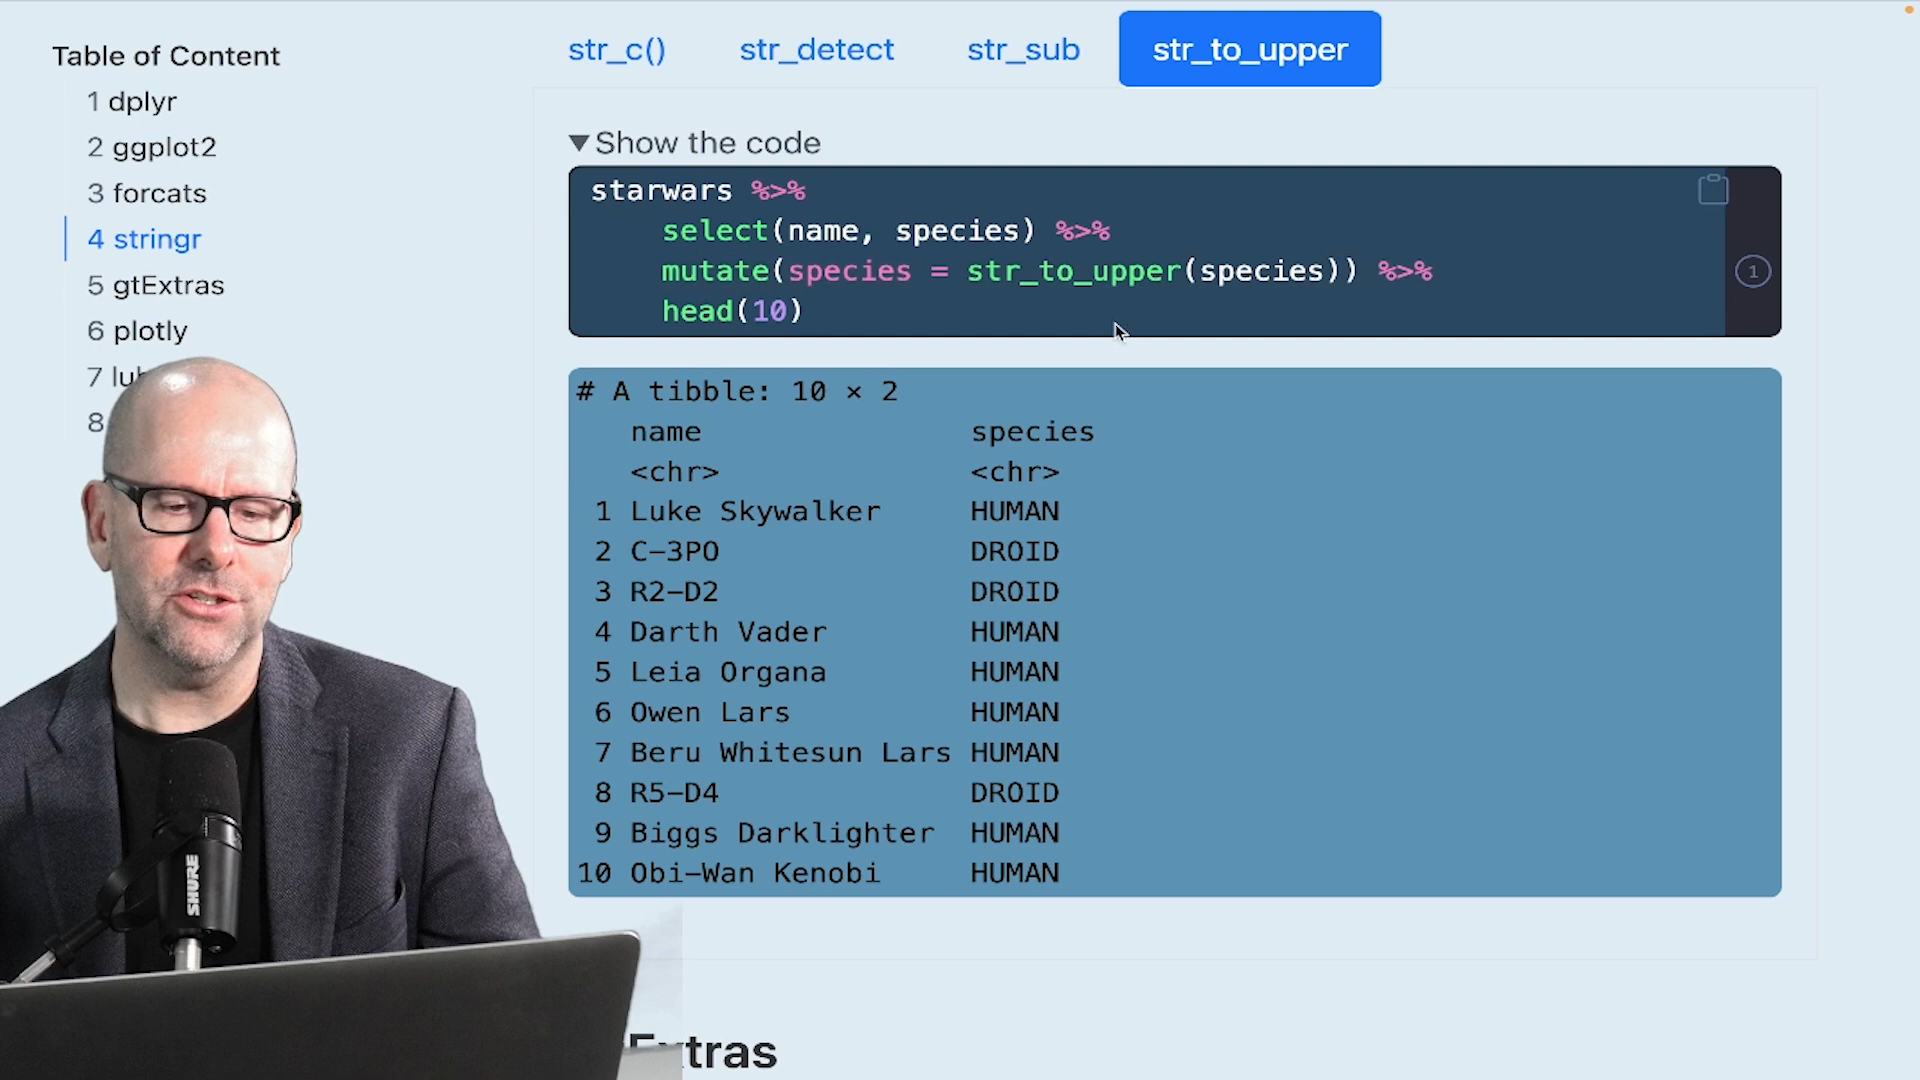 Table of Content
1 dplyr
2 ggplot2
3 forcats
4 stringr
5 gtExtras
6 plotly
7 lu
8
str_c()
str_detect
str_sub
str_to_upper
Show the code
starwars %>%
select(name, species) %>%
mutate(species = str_to_upper(species)) %>%
head(10)
1
# A tibble: 10 × 2
name species
<chr> <chr>
1 Luke Skywalker HUMAN
2 C-3PO DROID
3 R2-D2 DROID
4 Darth Vader HUMAN
5 Leia Organa HUMAN
6 Owen Lars HUMAN
7 Beru Whitesun Lars HUMAN
8 R5-D4 DROID
9 Biggs Darklighter HUMAN
10 Obi-Wan Kenobi HUMAN
SHURE
Extras